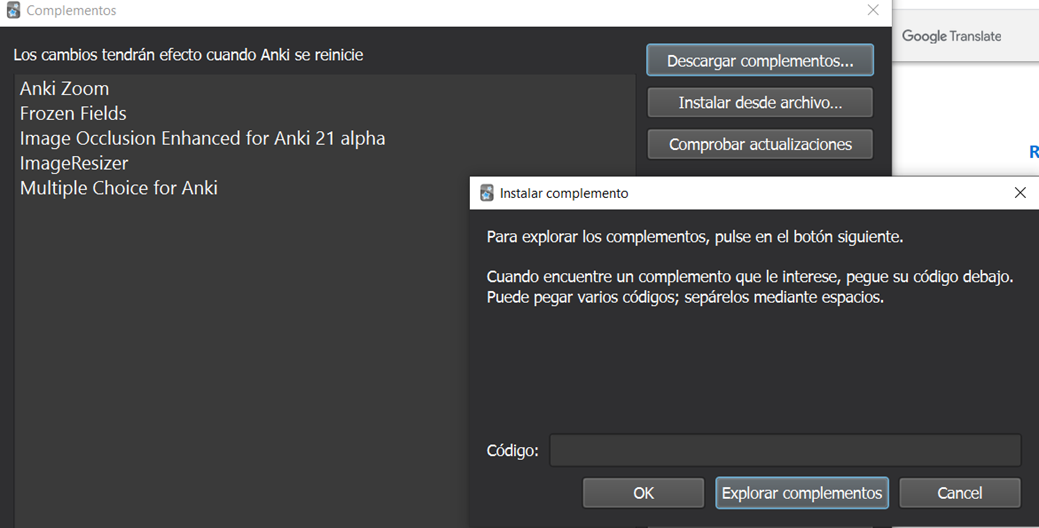 Complementos
Google Translate
Los cambios tendrán efecto cuando Anki se reinicie
Descargar complementos...
Anki Zoom
Frozen Fields
Instalar desde archivo...
Image Occlusion Enhanced for Anki 21 alpha
Comprobar actualizaciones
ImageResizer
Multiple Choice for Anki
R
Instalar complemento
Para explorar los complementos, pulse en el botón siguiente.
Cuando encuentre un complemento que le interese, pegue su código debajo.
Puede pegar varios códigos; sepárelos mediante espacios.
Código:
OK
Explorar complementos
Cancel